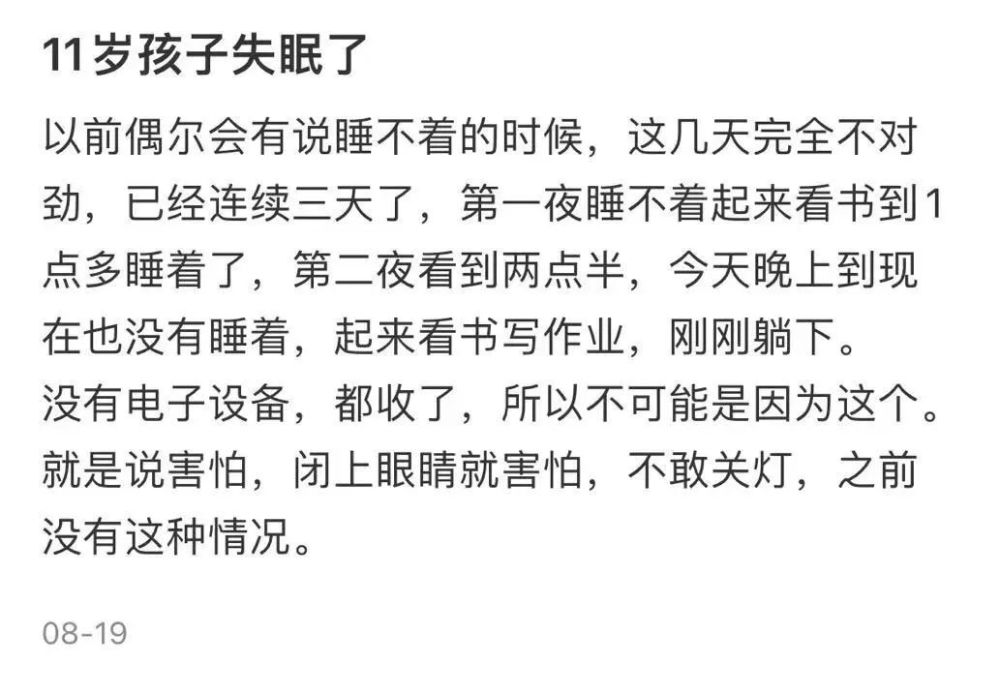 11岁孩子失眠了
以前偶尔会有说睡不着的时候，这几天完全不对
劲，已经连续三天了，第一夜睡不着起来看书到1
点多睡着了，第二夜看到两点半，今天晚上到现
在也没有睡着，起来看书写作业，刚刚躺下。
没有电子设备，都收了，所以不可能是因为这个。
就是说害怕，闭上眼睛就害怕，不敢关灯，之前
没有这种情况。
08-19